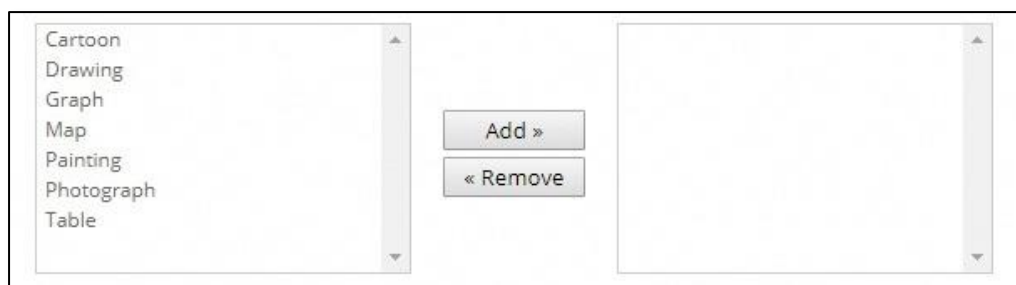 Cartoon
Drawing
Graph
Map
Painting
Photograph
Table
Add »
« Remove